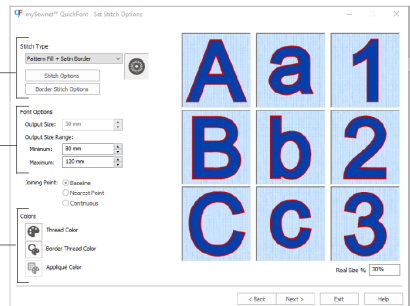 mySewnet™ QuickFont - Set Stitch Options
Stitch Type
Pattern Fill + Satin Border
Stitch Options
Border Stitch Options
Font Options
Output Size: 50 mm
Output Size Range:
Minimum: 80 mm
Maximum: 120 mm
Joining Point: Baseline
Nearest Point
Continuous
Colors
Thread Color
Border Thread Color
Appliqué Color
A a 1
B b 2
C c 3
Real Size % 30%
< Back Next > Exit Help